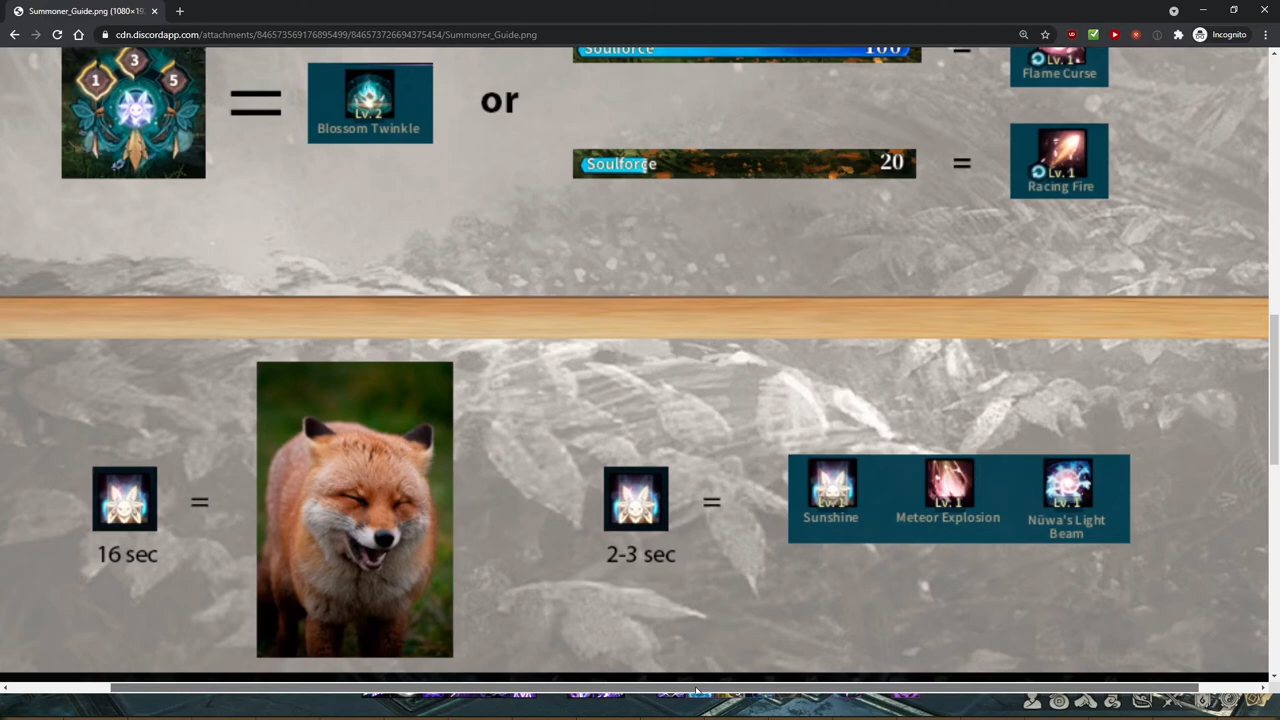 Summoner_Guide.png (1080×19
cdn.discordapp.com/attachments/846573569176895499/846573726694375454/Summoner_Guide.png
Incognito
Soulforce 100
=
Lv. 1
Flame Curse
1 3 5
=
Lv. 2
Blossom Twinkle
or
Soulforce 20
=
Lv. 1
Racing Fire
16 sec
=
2-3 sec
=
Lv. 1
Sunshine
Lv. 1
Meteor Explosion
Lv. 1
Nüwa's Light
Beam